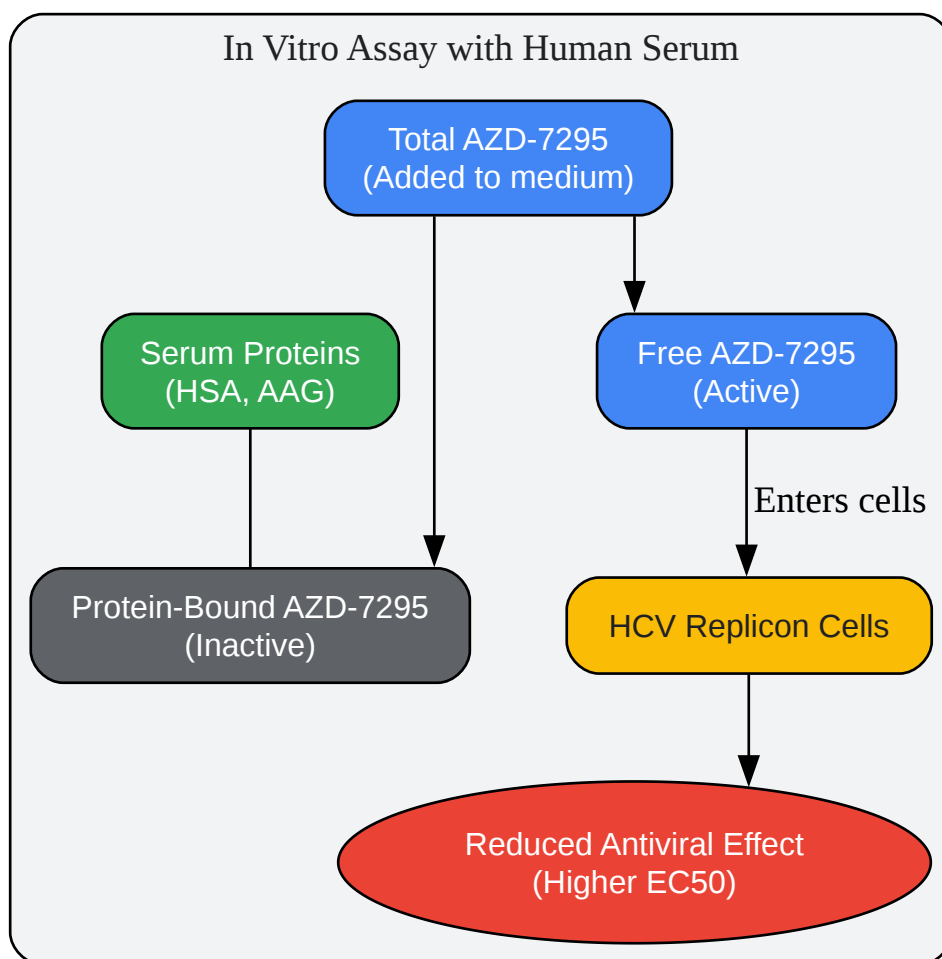 In Vitro Assay with Human Serum
Total AZD-7295
(Added to medium)
Serum Proteins
(HSA, AAG)
Free AZD-7295
(Active)
Enters cells
Protein-Bound AZD-7295
(Inactive)
HCV Replicon Cells
Reduced Antiviral Effect
(Higher EC50)